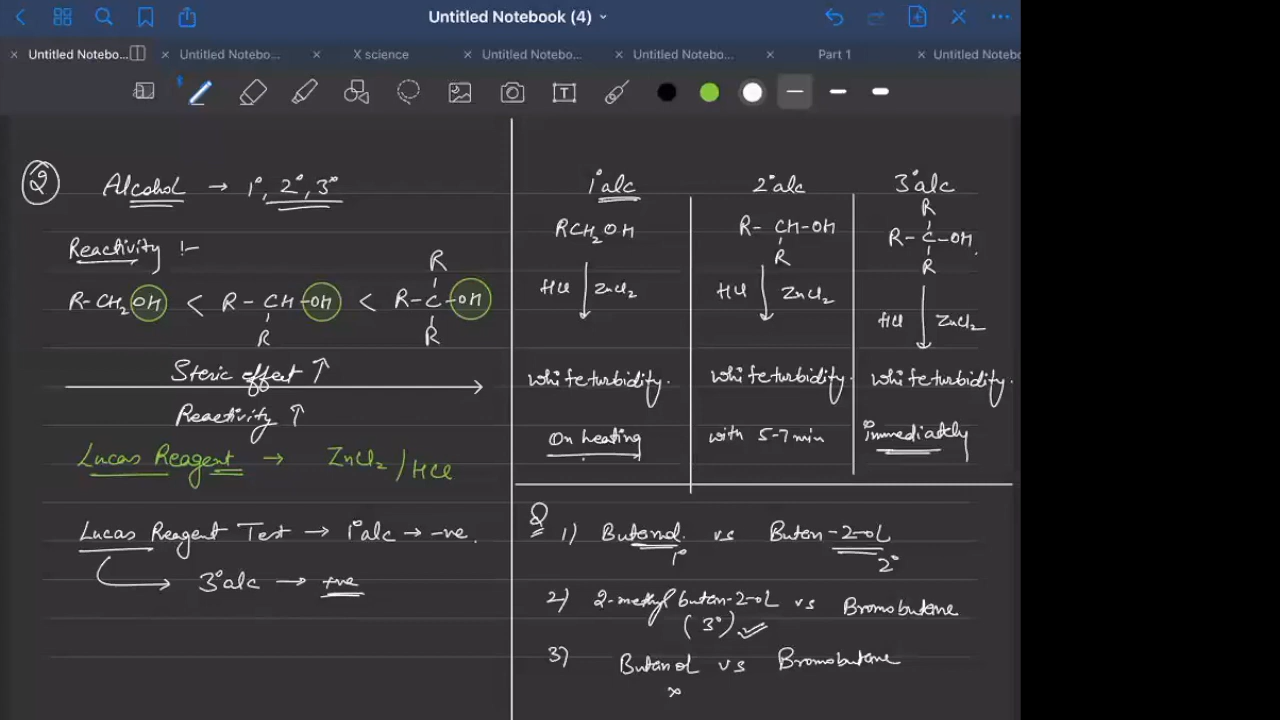 Untitled Notebook (4)
Untitled Notebo...
Untitled Notebo...
X science
Untitled Notebo...
Untitled Notebo...
Part 1
Untitled Notebo
T
2
Alcohol → 1°, 2°, 3°
Reactivity :-
R-CH2OH < R-CH-OH < R-C-OH
R
R
R
Steric effect ↑
Reactivity ↑
Lucas Reagent → ZnCl2/HCl
Lucas Reagent Test → 1°alc → -ve.
3°alc → +ve
1°alc
RCH2OH
HCl ZnCl2
white turbidity.
On heating
2°alc
R-CH-OH
R
HCl ZnCl2
white turbidity.
with 5-7 min
3°alc
R
R-C-OH.
R
HCl ZnCl2
white turbidity.
immediately
Q
1) Butanol. vs Butan-2-ol
1° 2°
2) 2-methyl butan-2-ol vs Bromobutane
(3°)
3) Butanol vs Bromobutane
×